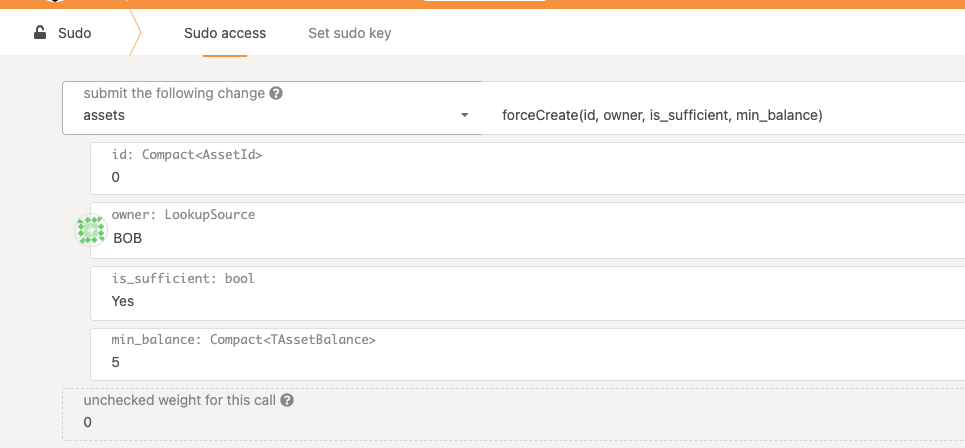 Sudo
Sudo access
Set sudo key
submit the following change
assets
forceCreate(id, owner, is_sufficient, min_balance)
id: Compact<AssetId>
0
owner: LookupSource
BOB
is_sufficient: bool
Yes
min_balance: Compact<TAssetBalance>
5
unchecked weight for this call
0